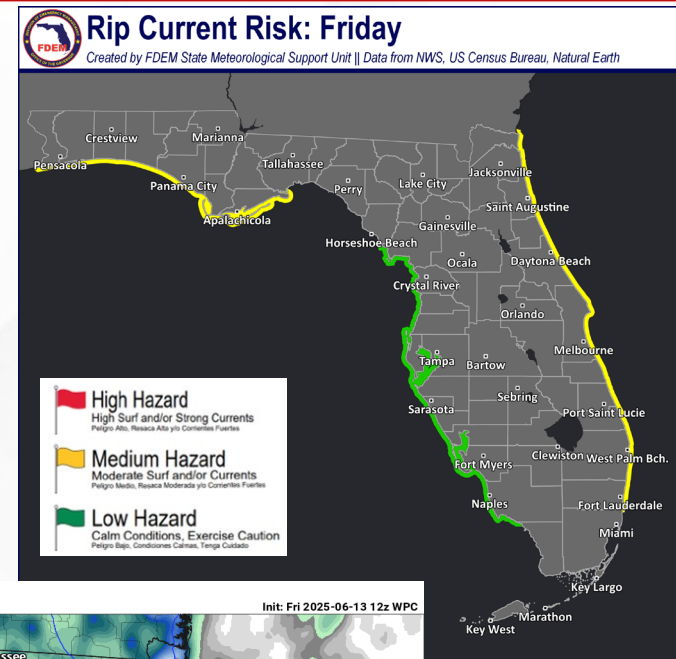 Rip Current Risk: Friday
Created by FDEM State Meteorological Support Unit || Data from NWS, US Census Bureau, Natural Earth
FDEM
Crestview
Marianna
Pensacola
Tallahassee
Panama City
Apalachicola
Perry
Lake City
Jacksonville
Saint Augustine
Gainesville
Horseshoe Beach
Ocala
Daytona Beach
Crystal River
Orlando
Tampa
Bartow
Melbourne
Sebring
Sarasota
Port Saint Lucie
Fort Myers
Clewiston
West Palm Bch.
Naples
Fort Lauderdale
Miami
Key Largo
Marathon
Key West
High Hazard
High Surf and/or Strong Currents
Peligro Alto, Resaca Alta y/o Corrientes Fuertes
Medium Hazard
Moderate Surf and/or Currents
Peligro Medio, Resaca Moderada y/o Corrientes Fuertes
Low Hazard
Calm Conditions, Exercise Caution
Peligro Bajo, Condiciones Calmas, Tenga Cuidado
Init: Fri 2025-06-13 12z WPC
ssee